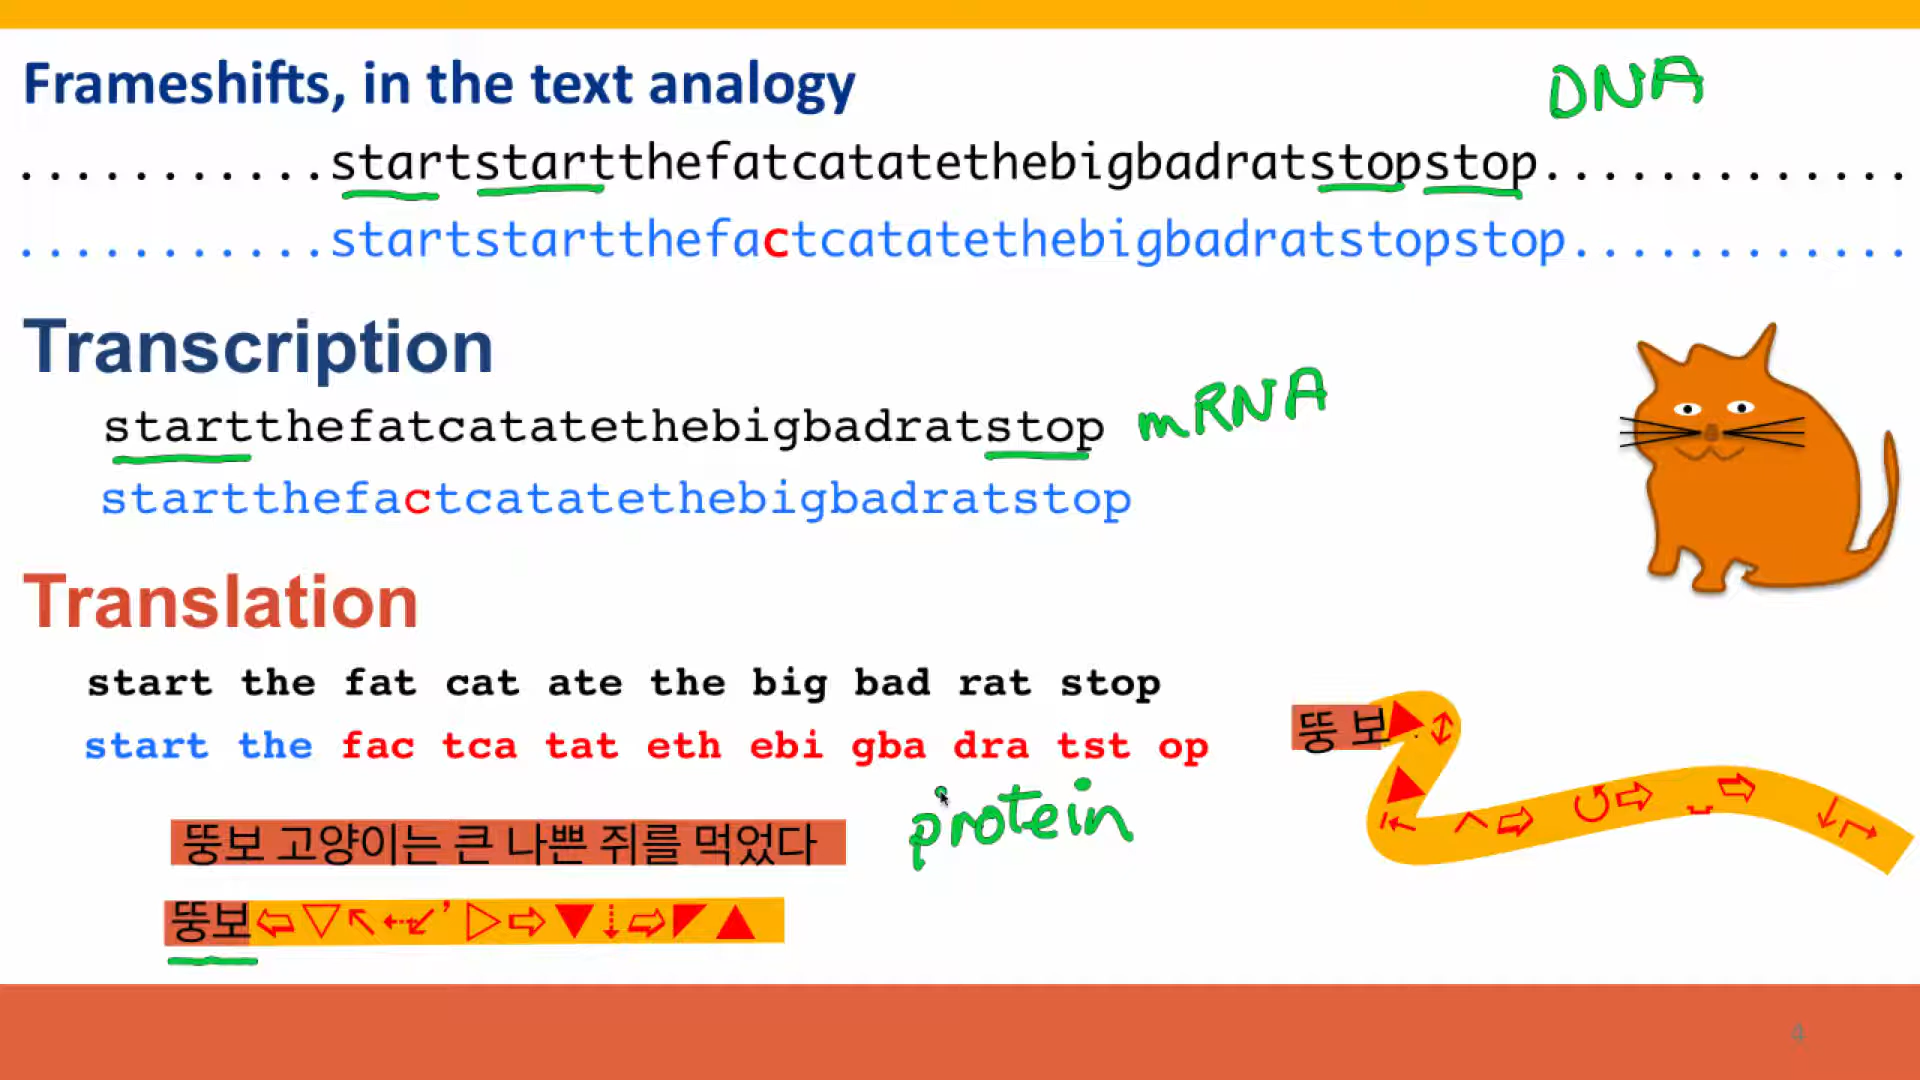 Frameshifts, in the text analogy
DNA
...........startstartthefatcatatethebigbadratstopstop.............
...........startstartthefactcatatethebigbadratstopstop............
Transcription
startthefatcatatethebigbadratstop
mRNA
startthefactcatatethebigbadratstop
Translation
start the fat cat ate the big bad rat stop
start the fac tca tat eth ebi gba dra tst op
뚱 보
protein
뚱보 고양이는 큰 나쁜 쥐를 먹었다
뚱보
4